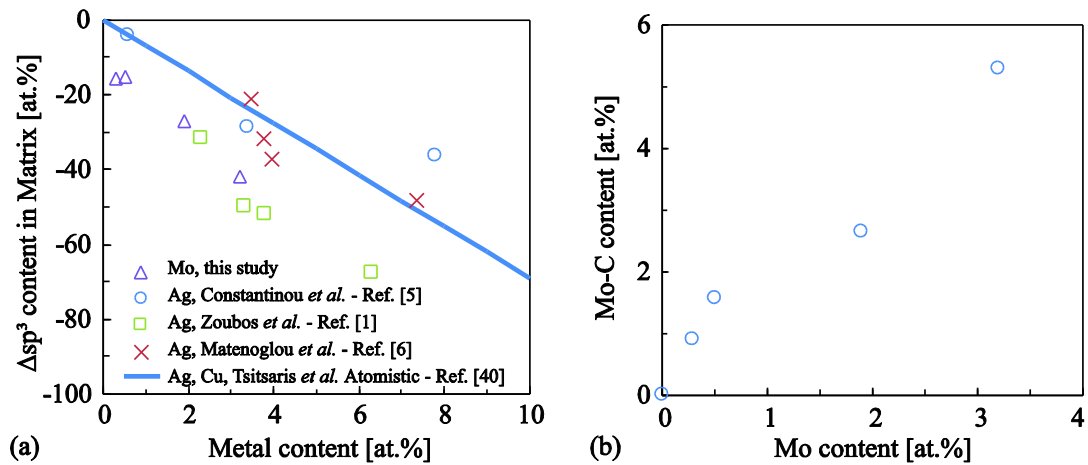 0
-20
-40
-60
-80
-100
Δsp³ content in Matrix [at.%]
Mo, this study
Ag, Constantinou et al. - Ref. [5]
Ag, Zoubos et al. - Ref. [1]
Ag, Matenoglou et al. - Ref. [6]
Ag, Cu, Tsitsaris et al. Atomistic - Ref. [40]
0 2 4 6 8 10
(a) Metal content [at.%]
6
4
2
0
Mo-C content [at.%]
0 1 2 3 4
(b) Mo content [at.%]